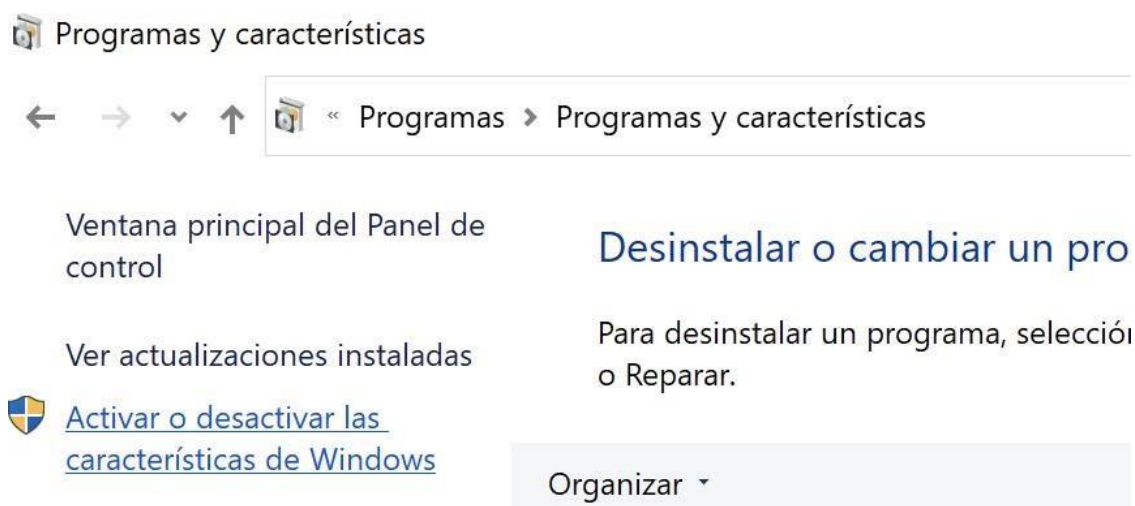 Programas y características
« Programas > Programas y características
Ventana principal del Panel de
control
Ver actualizaciones instaladas
Activar o desactivar las
características de Windows
Desinstalar o cambiar un pro
Para desinstalar un programa, selección
o Reparar.
Organizar